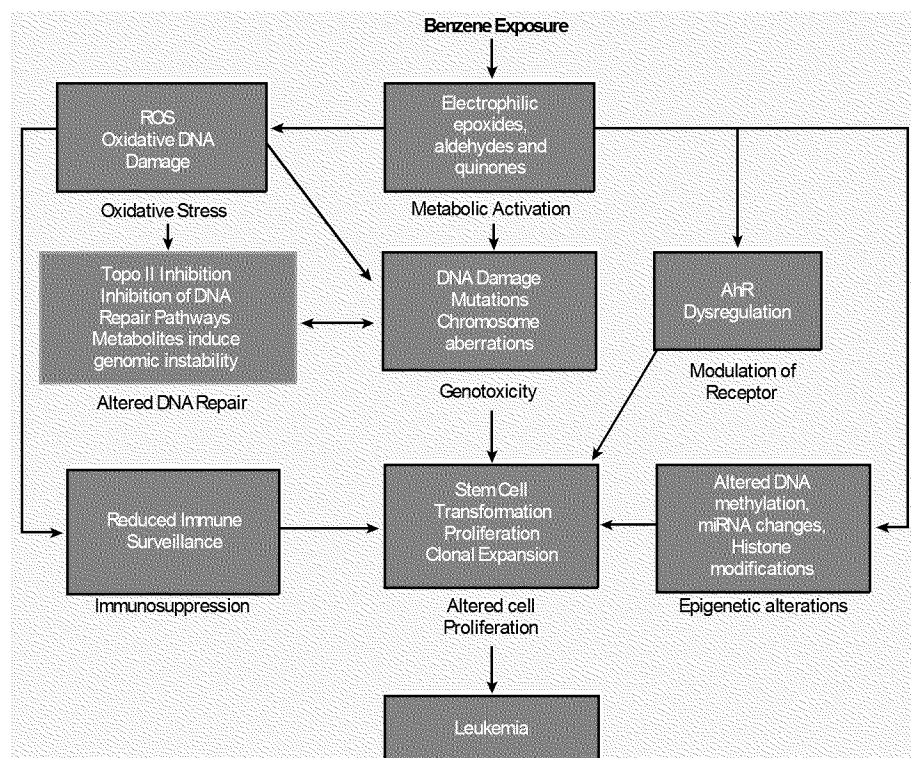 Benzene Exposure
ROS
Oxidative DNA
Damage
Oxidative Stress
Electrophilic
epoxides,
aldehydes and
quinones
Metabolic Activation
Topo II Inhibition
Inhibition of DNA
Repair Pathways
Metabolites induce
genomic instability
Altered DNA Repair
DNA Damage
Mutations
Chromosome
aberrations
Genotoxicity
AhR
Dysregulation
Modulation of
Receptor
Reduced Immune
Surveillance
Immunosuppression
Stem Cell
Transformation
Proliferation
Clonal Expansion
Altered cell
Proliferation
Altered DNA
methylation,
miRNA changes,
Histone
modifications
Epigenetic alterations
Leukemia